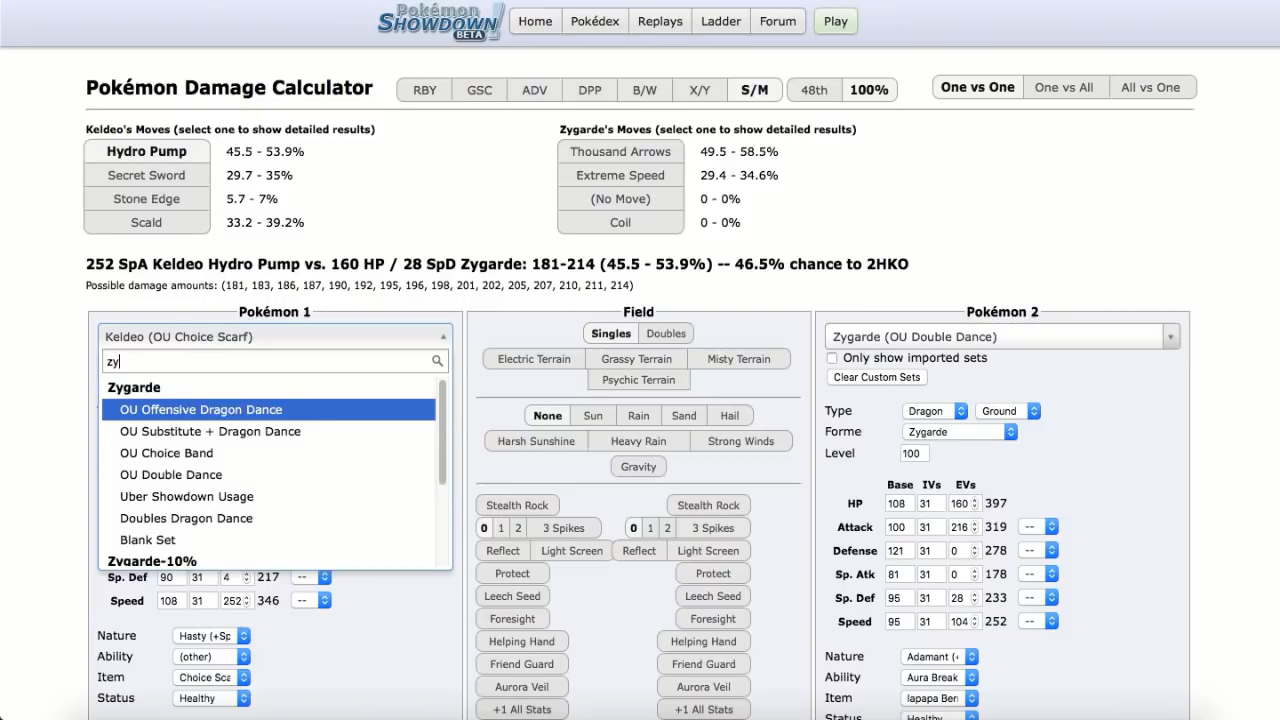 Pokémon
SHOWDOWN!
BETA
Home Pokédex Replays Ladder Forum Play
Pokémon Damage Calculator RBY GSC ADV DPP B/W X/Y S/M 48th 100% One vs One One vs All All vs One
Keldeo's Moves (select one to show detailed results) Zygarde's Moves (select one to show detailed results)
Hydro Pump 45.5 - 53.9% Thousand Arrows 49.5 - 58.5%
Secret Sword 29.7 - 35% Extreme Speed 29.4 - 34.6%
Stone Edge 5.7 - 7% (No Move) 0 - 0%
Scald 33.2 - 39.2% Coil 0 - 0%
252 SpA Keldeo Hydro Pump vs. 160 HP / 28 SpD Zygarde: 181-214 (45.5 - 53.9%) -- 46.5% chance to 2HKO
Possible damage amounts: (181, 183, 186, 187, 190, 192, 195, 196, 198, 201, 202, 205, 207, 210, 211, 214)
Pokémon 1
Keldeo (OU Choice Scarf)
zy
Zygarde
OU Offensive Dragon Dance
OU Substitute + Dragon Dance
OU Choice Band
OU Double Dance
Uber Showdown Usage
Doubles Dragon Dance
Blank Set
Zygarde-10%
Sp. Def 90 31 4 217 --
Speed 108 31 252 346 --
Nature Hasty (+Sp
Ability (other)
Item Choice Sca
Status Healthy
Field
Singles Doubles
Electric Terrain Grassy Terrain Misty Terrain
Psychic Terrain
None Sun Rain Sand Hail
Harsh Sunshine Heavy Rain Strong Winds
Gravity
Stealth Rock Stealth Rock
0 1 2 3 Spikes 0 1 2 3 Spikes
Reflect Light Screen Reflect Light Screen
Protect Protect
Leech Seed Leech Seed
Foresight Foresight
Helping Hand Helping Hand
Friend Guard Friend Guard
Aurora Veil Aurora Veil
+1 All Stats +1 All Stats
Pokémon 2
Zygarde (OU Double Dance)
Only show imported sets
Clear Custom Sets
Type Dragon Ground
Forme Zygarde
Level 100
Base IVs EVs
HP 108 31 160 397
Attack 100 31 216 319 --
Defense 121 31 0 278 --
Sp. Atk 81 31 0 178 --
Sp. Def 95 31 28 233 --
Speed 95 31 104 252 --
Nature Adamant (+
Ability Aura Break
Item Iapapa Ber
Status Healthy